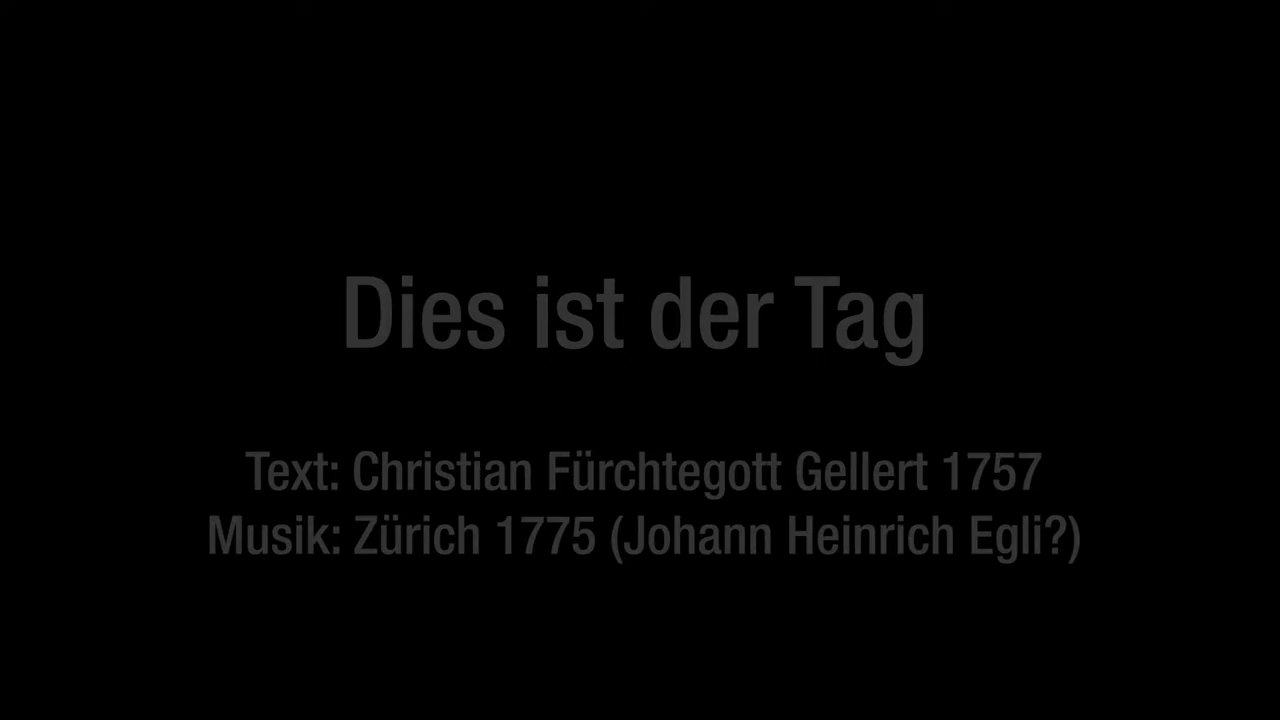 Dies ist der Tag
Text: Christian Fürchtegott Gellert 1757
Musik: Zürich 1775 (Johann Heinrich Egli?)